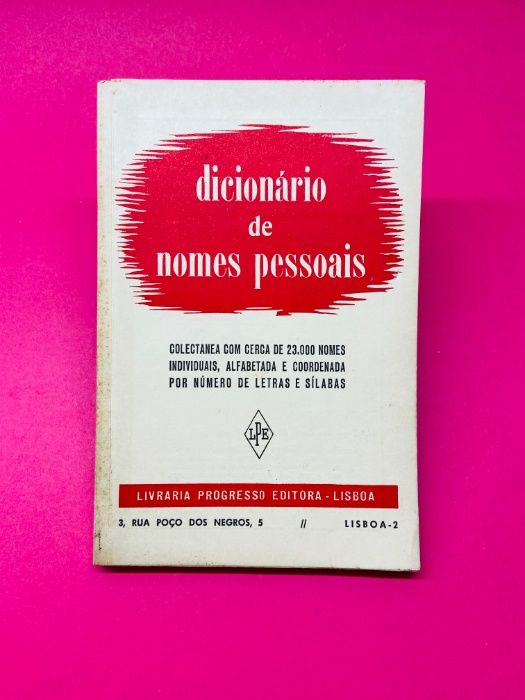 dicionário
de
nomes pessoais
COLECTANEA COM CERCA DE 23.000 NOMES
INDIVIDUAIS, ALFABETADA E COORDENADA
POR NÚMERO DE LETRAS E SÍLABAS
LPE
LIVRARIA PROGRESSO EDITORA - LISBOA
3, RUA POÇO DOS NEGROS, 5 // LISBOA-2